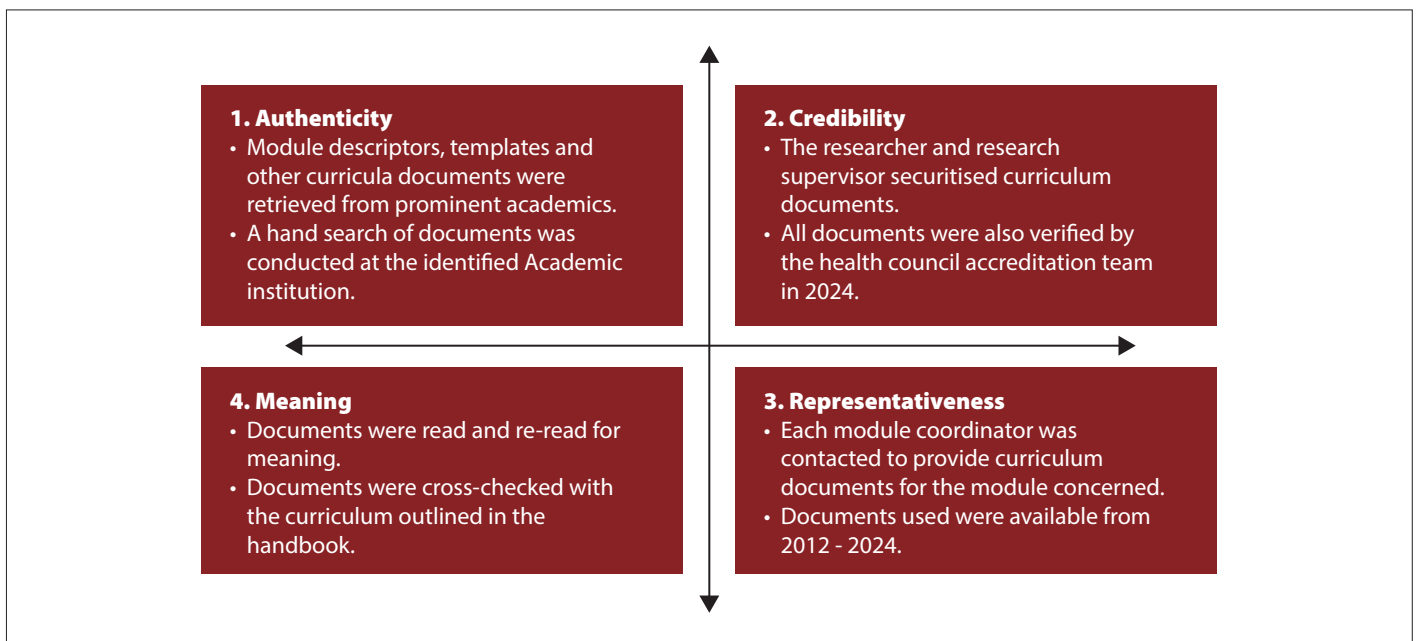 1. Authenticity
• Module descriptors, templates and
other curricula documents were
retrieved from prominent academics.
• A hand search of documents was
conducted at the identified Academic
institution.
2. Credibility
• The researcher and research
supervisor securitised curriculum
documents.
• All documents were also verified by
the health council accreditation team
in 2024.
4. Meaning
• Documents were read and re-read for
meaning.
• Documents were cross-checked with
the curriculum outlined in the
handbook.
3. Representativeness
• Each module coordinator was
contacted to provide curriculum
documents for the module concerned.
• Documents used were available from
2012 - 2024.